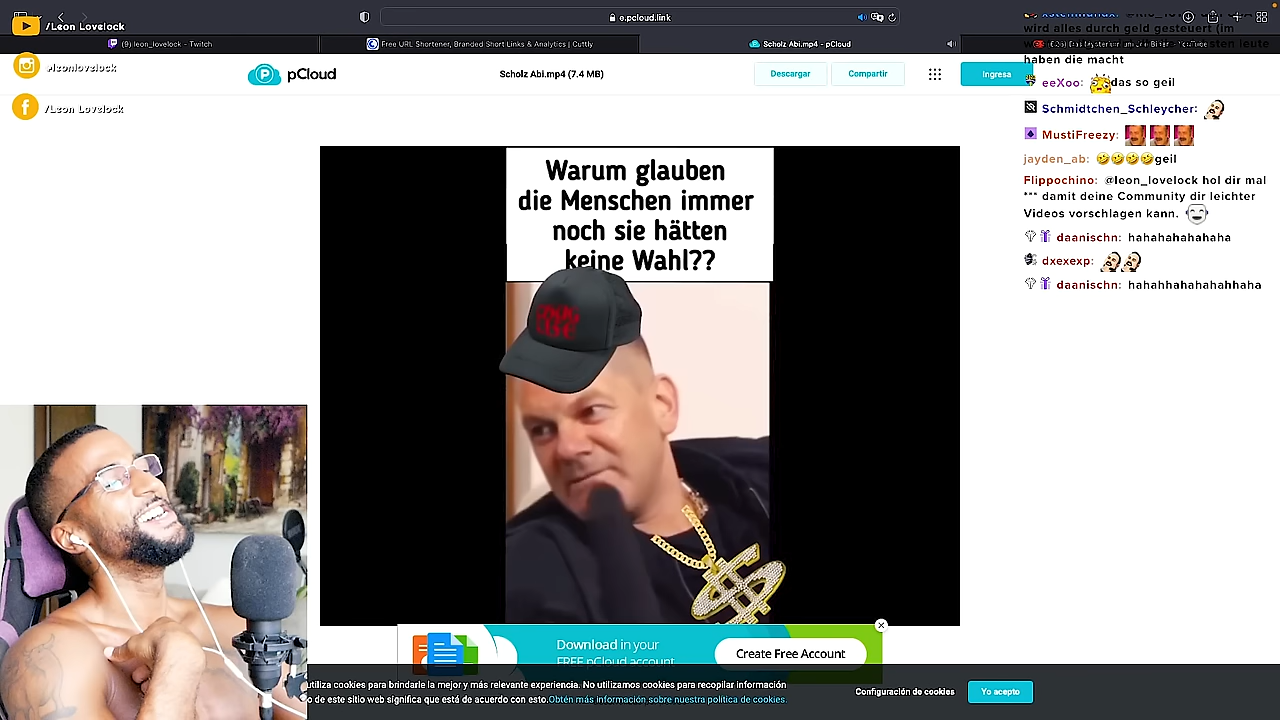 /Leon Lovelock
e.pcloud.link
(9) leon_lovelock - Twitch
Free URL Shortener, Branded Short Links & Analytics | Cuttly
Scholz Abi.mp4 - pCloud
#leonlovelock
/Leon Lovelock
pCloud
Scholz Abi.mp4 (7.4 MB)
Descargar
Compartir
Ingresa
wird alles durch geld gesteuert (im
haben die macht
eeXoo: das so geil
Schmidtchen_Schleycher:
MustiFreezy:
jayden_ab: geil
Flippochino: @leon_lovelock hol dir mal
*** damit deine Community dir leichter
Videos vorschlagen kann.
daanischn: hahahahahahaha
dxexexp:
daanischn: hahahhahahahahhaha
Warum glauben
die Menschen immer
noch sie hätten
keine Wahl??
Download in your
FREE pCloud account
Create Free Account
utiliza cookies para brindarle la mejor y más relevante experiencia. No utilizamos cookies para recopilar información
o de este sitio web significa que está de acuerdo con esto.Obtén más información sobre nuestra política de cookies.
Configuración de cookies
Yo acepto